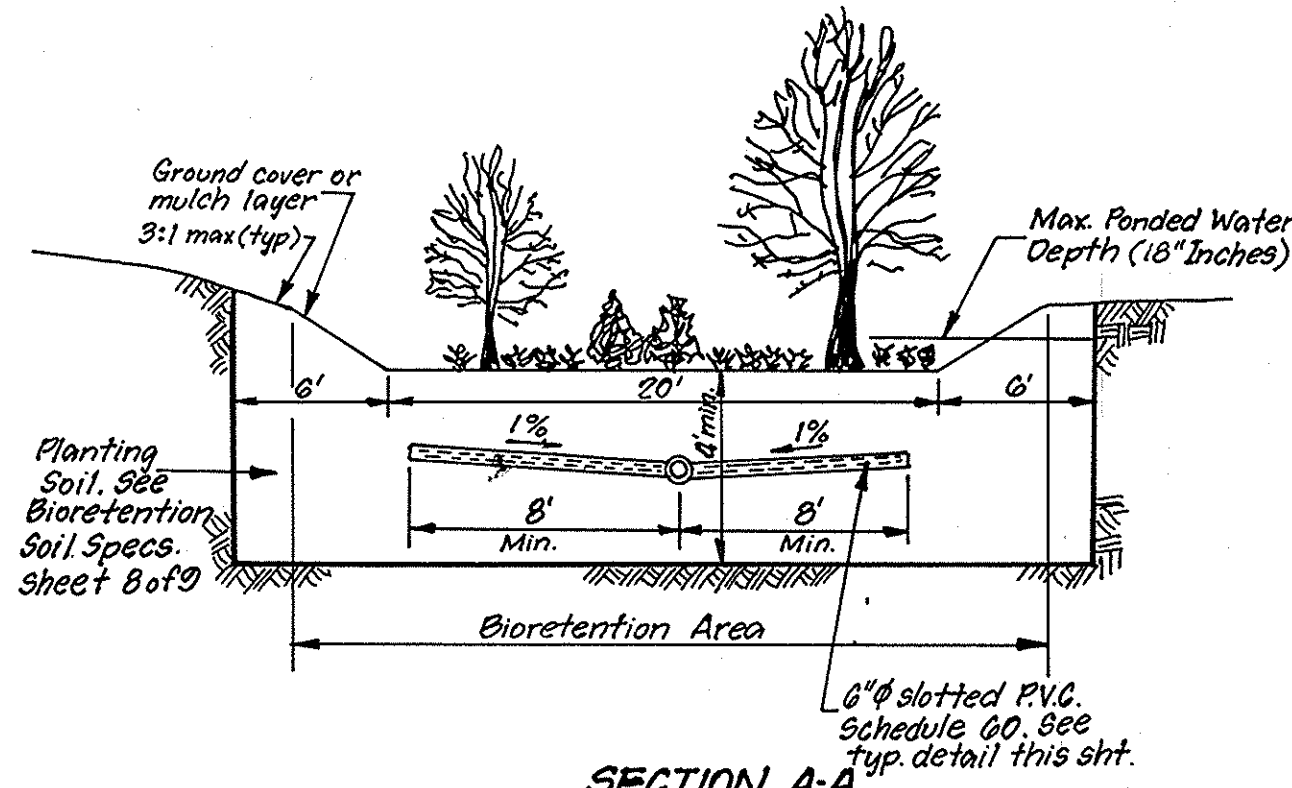 Ground cover or
mulch layer
3:1 max(typ)
Max. Ponded Water
Depth (18" Inches)
6'
20'
6'
4' min.
1%
1%
Planting
Soil. See
Bioretention
Soil Specs.
sheet 8 of 9
8'
Min.
8'
Min.
Bioretention Area
6"Φ slotted P.V.C.
Schedule 60. See
typ. detail this sht.
SECTION A-A